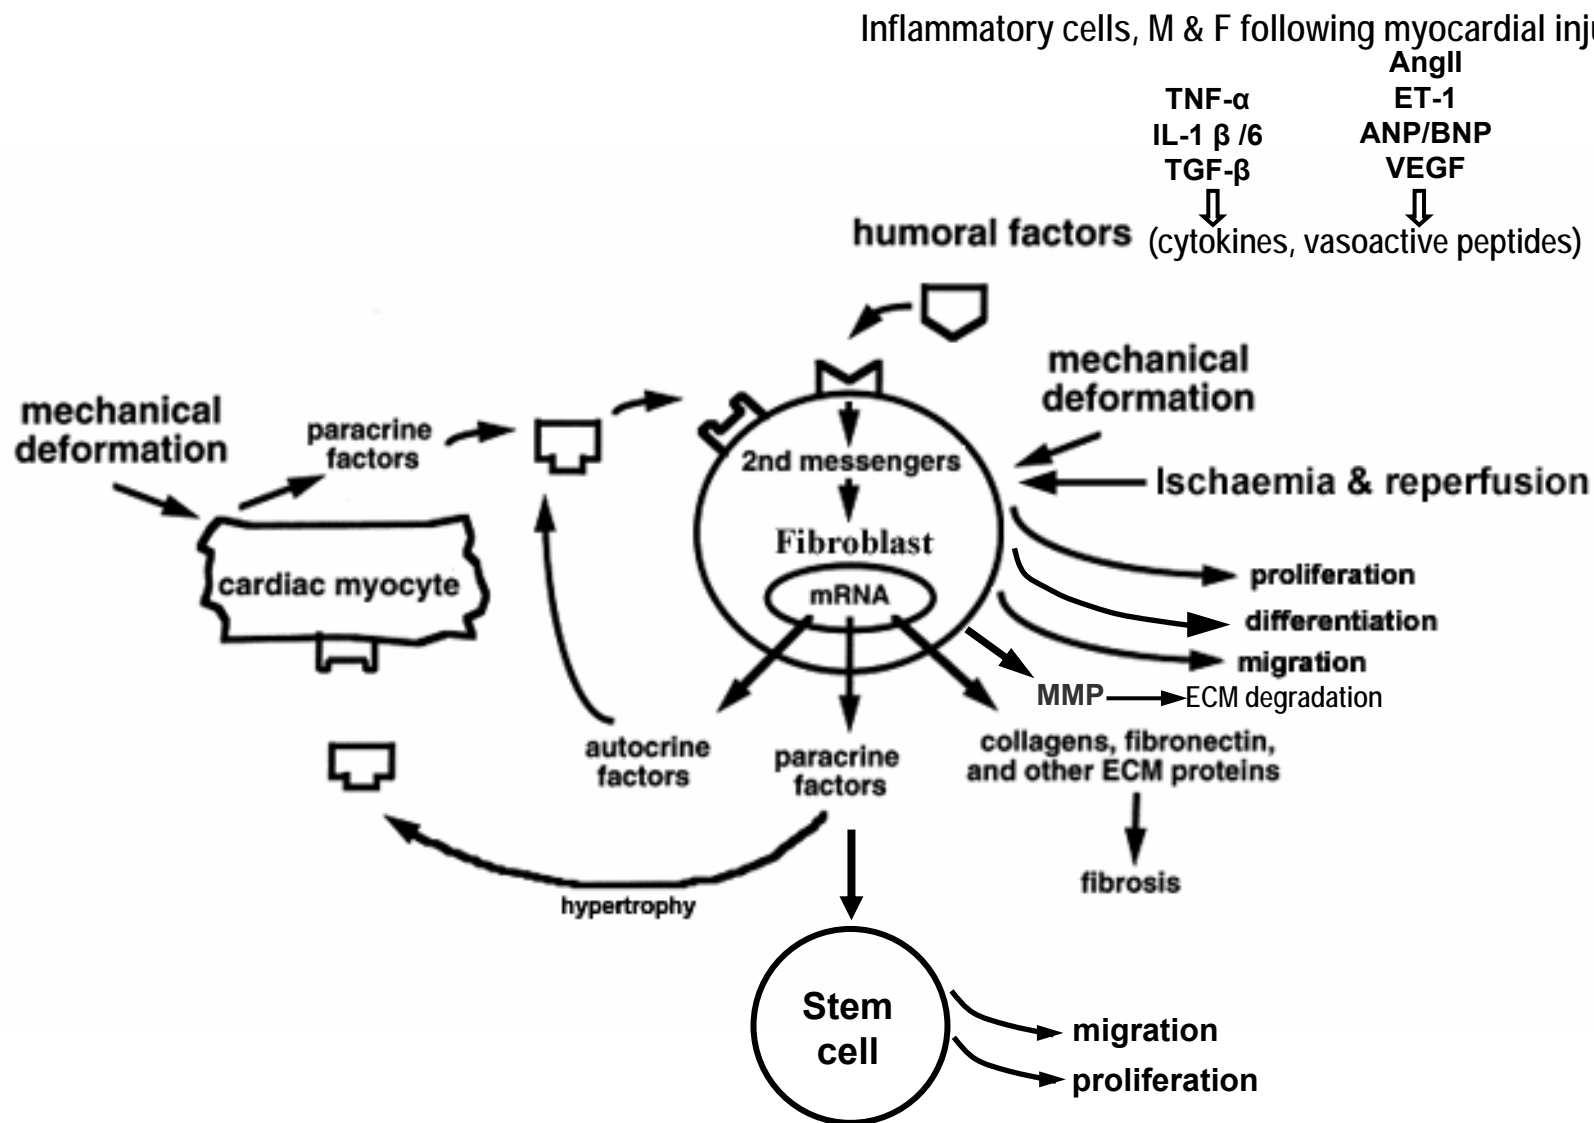 Inflammatory cells, M & F following myocardial inju
TNF-α
IL-1 β /6
TGF-β
AngII
ET-1
ANP/BNP
VEGF
humoral factors (cytokines, vasoactive peptides)
mechanical
deformation
paracrine
factors
mechanical
deformation
2nd messengers
Ischaemia & reperfusion
Fibroblast
mRNA
cardiac myocyte
proliferation
differentiation
migration
MMP
ECM degradation
autocrine
factors
paracrine
factors
collagens, fibronectin,
and other ECM proteins
fibrosis
hypertrophy
Stem
cell
migration
proliferation